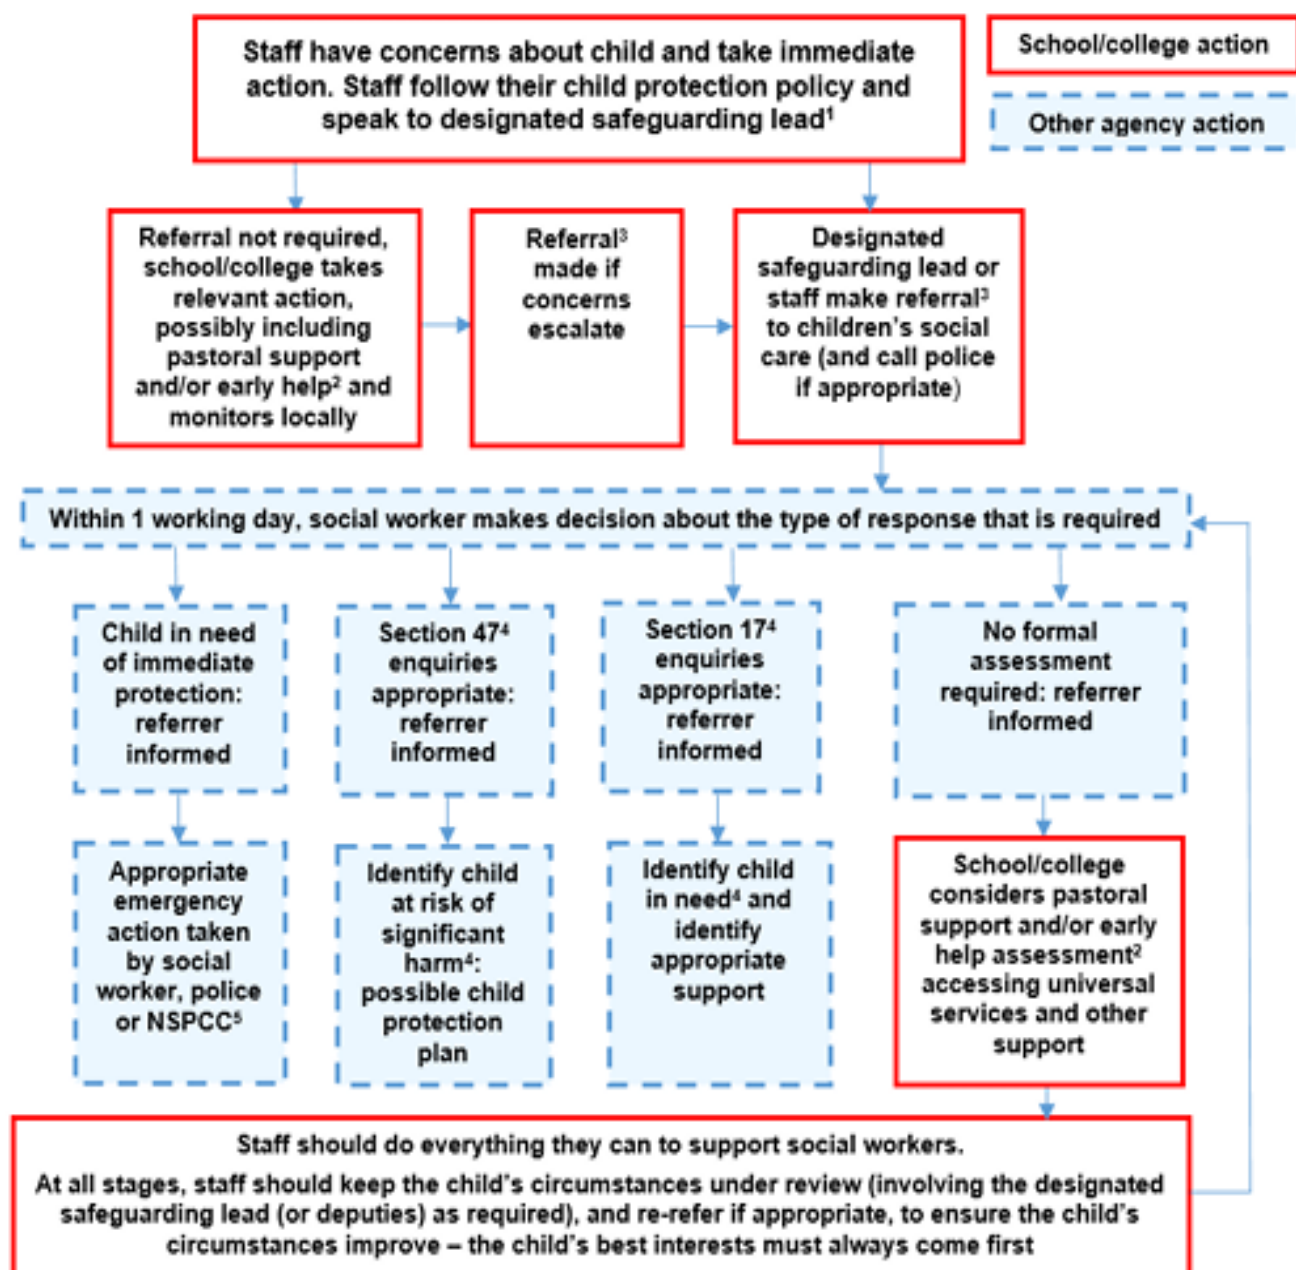 Staff have concerns about child and take immediate
action. Staff follow their child protection policy and
speak to designated safeguarding lead¹
School/college action
Other agency action
Referral not required,
school/college takes
relevant action,
possibly including
pastoral support
and/or early help² and
monitors locally
Referral³
made if
concerns
escalate
Designated
safeguarding lead or
staff make referral³
to children's social
care (and call police
if appropriate)
Within 1 working day, social worker makes decision about the type of response that is required
Child in need
of immediate
protection:
referrer
informed
Section 47⁴
enquiries
appropriate:
referrer
informed
Section 17⁴
enquiries
appropriate:
referrer
informed
No formal
assessment
required: referrer
informed
Appropriate
emergency
action taken
by social
worker, police
or NSPCC⁵
Identify child
at risk of
significant
harm⁴:
possible child
protection
plan
Identify child
in need⁴ and
identify
appropriate
support
School/college
considers pastoral
support and/or early
help assessment²
accessing universal
services and other
support
Staff should do everything they can to support social workers.
At all stages, staff should keep the child's circumstances under review (involving the designated
safeguarding lead (or deputies) as required), and re-refer if appropriate, to ensure the child's
circumstances improve – the child's best interests must always come first